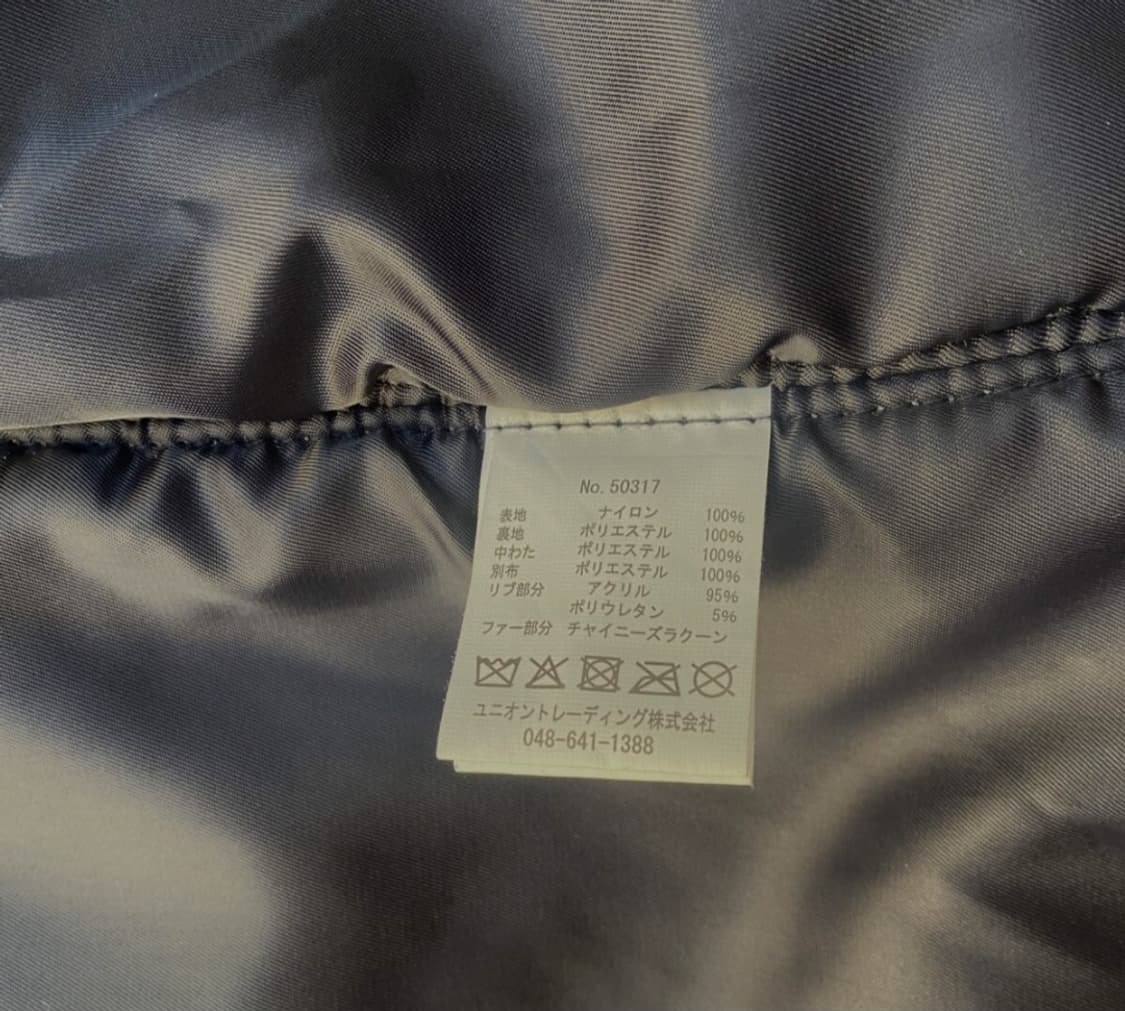 No. 50317
表地 ナイロン 100%
裏地 ポリエステル 100%
中わた ポリエステル 100%
別布 ポリエステル 100%
リブ部分 アクリル 95%
ポリウレタン 5%
ファー部分 チャイニーズラクーン
ユニオントレーディング株式会社
048-641-1388